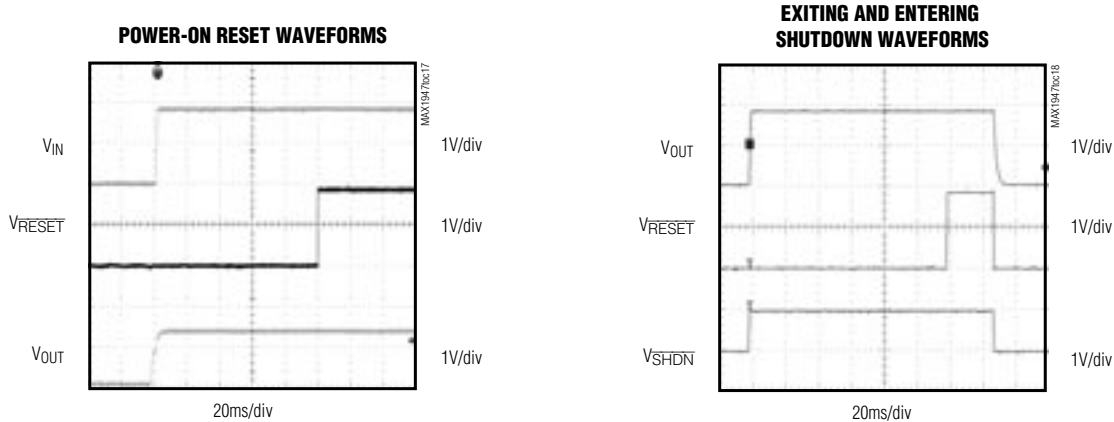 POWER-ON RESET WAVEFORMS
MAX1947toc17
VIN
1V/div
VRESET
1V/div
VOUT
1V/div
20ms/div
EXITING AND ENTERING
SHUTDOWN WAVEFORMS
MAX1947toc18
VOUT
1V/div
VRESET
1V/div
VSHDN
1V/div
20ms/div